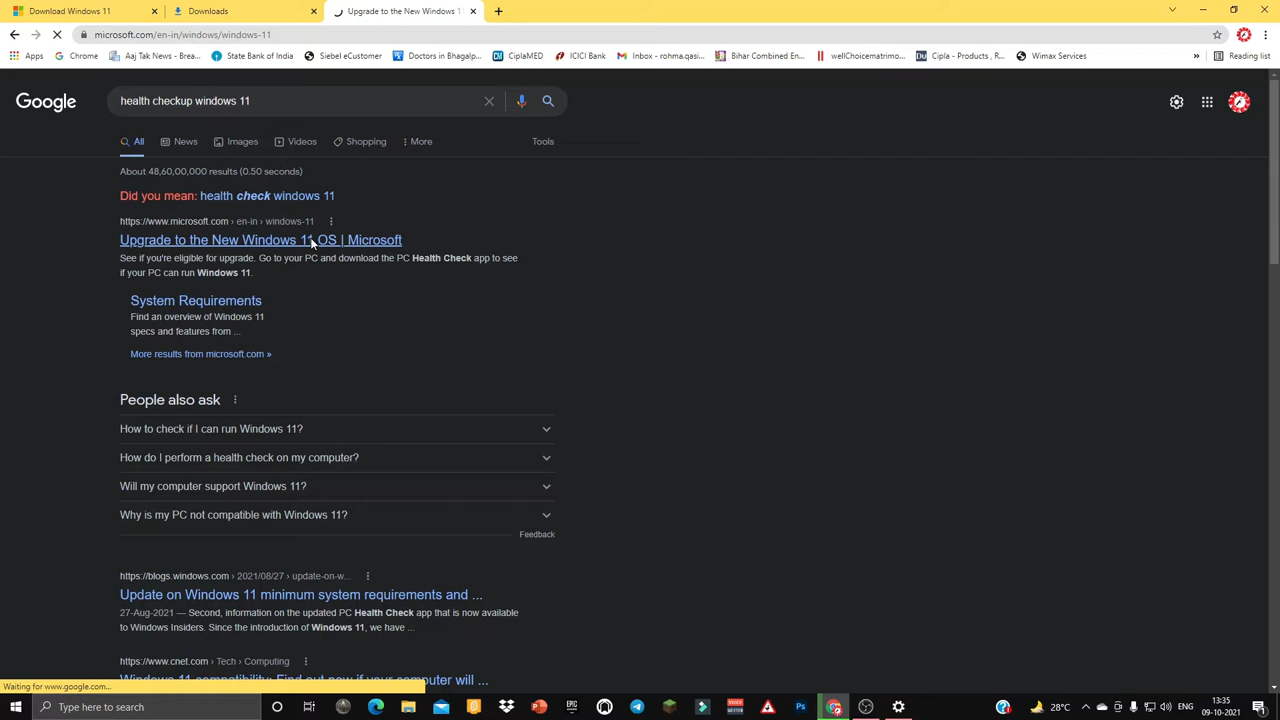 Download Windows 11
Downloads
Upgrade to the New Windows 11
microsoft.com/en-in/windows/windows-11
Apps
Chrome
Aaj Tak News - Brea...
State Bank of India
Siebel eCustomer
Doctors in Bhagalp...
CiplaMED
ICICI Bank
Inbox - rohma.qasi...
Bihar Combined En...
wellChoicematrimo...
Cipla - Products , R...
Wimax Services
Reading list
Google
health checkup windows 11
All
News
Images
Videos
Shopping
More
Tools
About 48,60,00,000 results (0.50 seconds)
Did you mean: health check windows 11
https://www.microsoft.com › en-in › windows-11
Upgrade to the New Windows 11 OS | Microsoft
See if you're eligible for upgrade. Go to your PC and download the PC Health Check app to see
if your PC can run Windows 11.
System Requirements
Find an overview of Windows 11
specs and features from ...
More results from microsoft.com »
People also ask
How to check if I can run Windows 11?
How do I perform a health check on my computer?
Will my computer support Windows 11?
Why is my PC not compatible with Windows 11?
Feedback
https://blogs.windows.com › 2021/08/27 › update-on-w...
Update on Windows 11 minimum system requirements and ...
27-Aug-2021 — Second, information on the updated PC Health Check app that is now available
to Windows Insiders. Since the introduction of Windows 11, we have ...
https://www.cnet.com › Tech › Computing
Windows 11 compatibility: Find out now if your computer will ...
Waiting for www.google.com...
Type here to search
28°C
ENG
13:35
09-10-2021